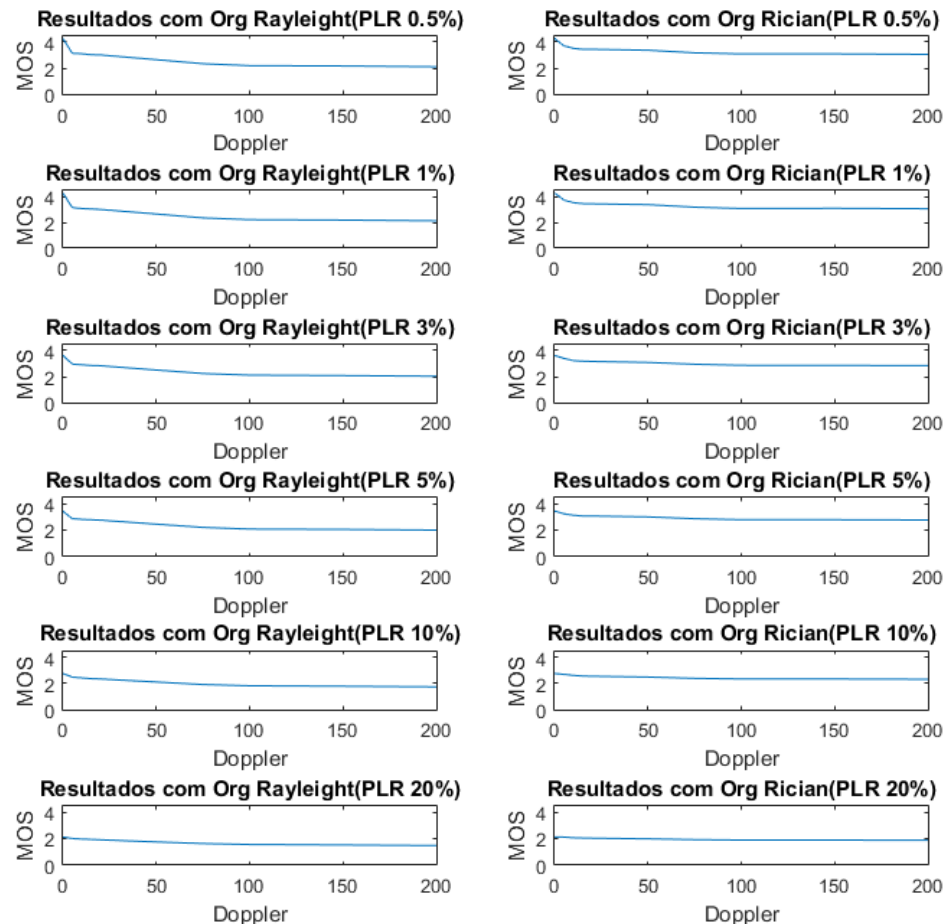 Resultados com Org Rayleight(PLR 0.5%)
MOS
4
2
0
0 50 100 150 200
Doppler
Resultados com Org Rician(PLR 0.5%)
MOS
4
2
0
0 50 100 150 200
Doppler
Resultados com Org Rayleight(PLR 1%)
MOS
4
2
0
0 50 100 150 200
Doppler
Resultados com Org Rician(PLR 1%)
MOS
4
2
0
0 50 100 150 200
Doppler
Resultados com Org Rayleight(PLR 3%)
MOS
4
2
0
0 50 100 150 200
Doppler
Resultados com Org Rician(PLR 3%)
MOS
4
2
0
0 50 100 150 200
Doppler
Resultados com Org Rayleight(PLR 5%)
MOS
4
2
0
0 50 100 150 200
Doppler
Resultados com Org Rician(PLR 5%)
MOS
4
2
0
0 50 100 150 200
Doppler
Resultados com Org Rayleight(PLR 10%)
MOS
4
2
0
0 50 100 150 200
Doppler
Resultados com Org Rician(PLR 10%)
MOS
4
2
0
0 50 100 150 200
Doppler
Resultados com Org Rayleight(PLR 20%)
MOS
4
2
0
0 50 100 150 200
Doppler
Resultados com Org Rician(PLR 20%)
MOS
4
2
0
0 50 100 150 200
Doppler